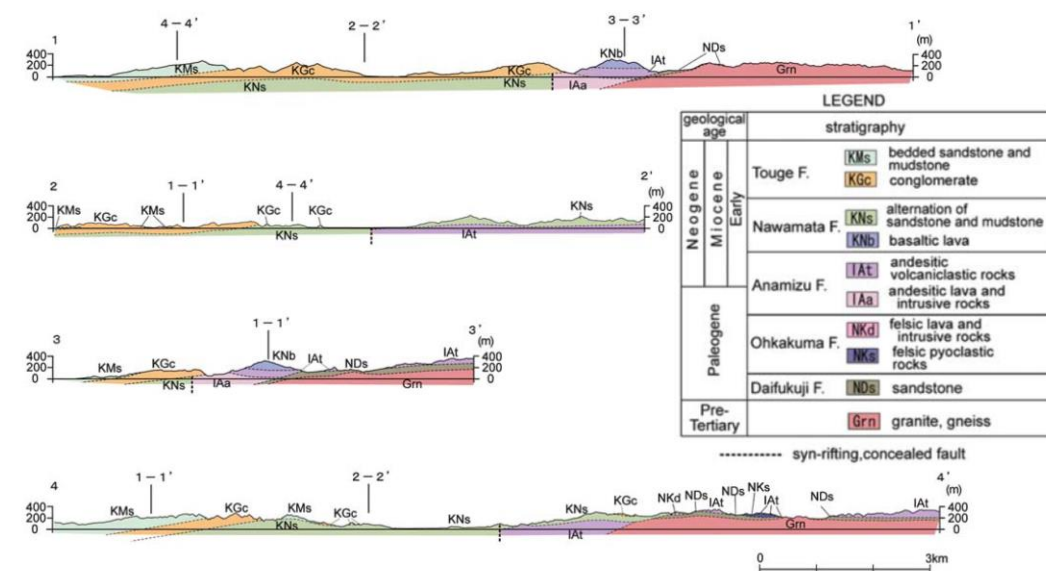 4-4'
2-2'
3-3'
1
1'
400
200
0
KMs
KGc
KNs
KGc
KNs
IAa
KNb
IAt
NDs
Grn
(m)
400
200
0
2
1-1'
4-4'
2'
400
200
0
KMs
KGc
KMs
KGc
KGc
KNs
IAt
KNs
(m)
400
200
0
3
1-1'
3'
400
200
0
KMs
KGc
KNs
IAa
KNb
IAt
NDs
IAt
Grn
(m)
400
200
0
4
1-1'
2-2'
4'
400
200
0
KMs
KGc
KMs
KNs
KGc
KNs
KNs
KGc
IAt
NKd
NDs
IAt
NDs
NKs
IAt
Grn
NDs
IAt
(m)
400
200
0
LEGEND
geological age
stratigraphy
Neogene
Miocene
Early
Touge F.
KMs bedded sandstone and
mudstone
KGc conglomerate
Nawamata F.
KNs alternation of
sandstone and mudstone
KNb basaltic lava
Anamizu F.
IAt andesitic
volcaniclastic rocks
IAa andesitic lava and
intrusive rocks
Paleogene
Ohkakuma F.
NKd felsic lava and
intrusive rocks
NKs felsic pyoclastic
rocks
Daifukuji F.
NDs sandstone
Pre-
Tertiary
Grn granite, gneiss
syn-rifting,concealed fault
0
3km